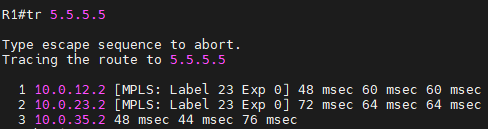 R1#tr 5.5.5.5
Type escape sequence to abort.
Tracing the route to 5.5.5.5
1 10.0.12.2 [MPLS: Label 23 Exp 0] 48 msec 60 msec 60 msec
2 10.0.23.2 [MPLS: Label 23 Exp 0] 72 msec 64 msec 64 msec
3 10.0.35.2 48 msec 44 msec 76 msec